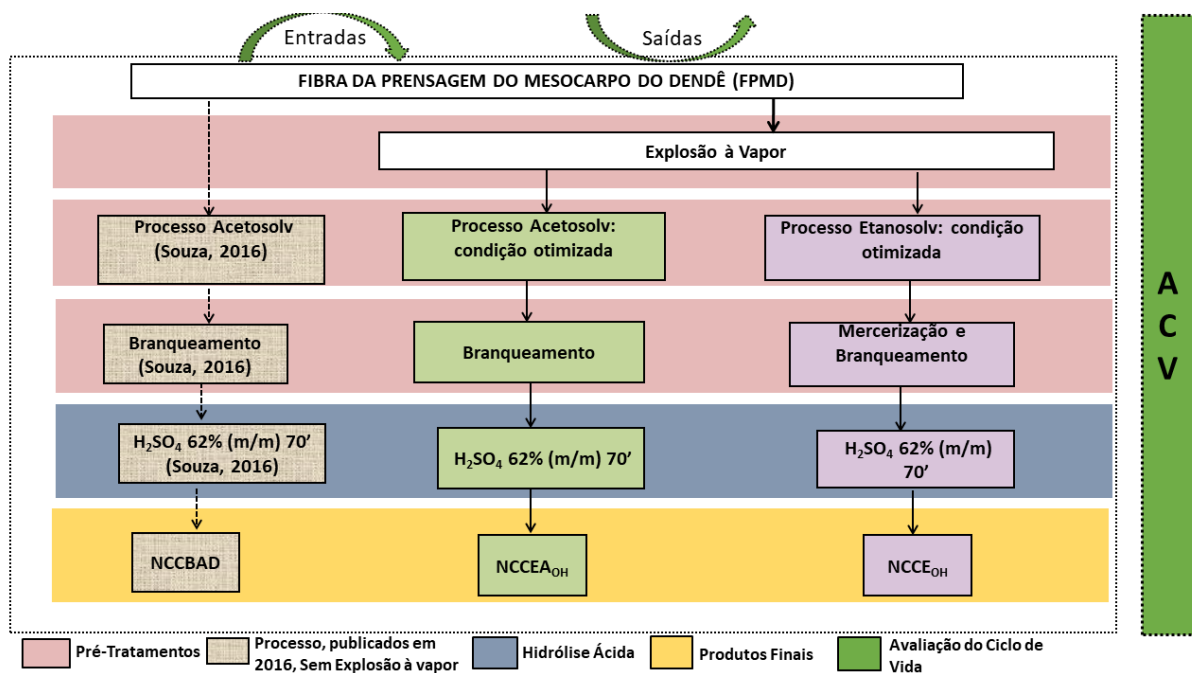 Entradas
Saídas
FIBRA DA PRENSAGEM DO MESOCARPO DO DENDÊ (FPMD)
Explosão à Vapor
Processo Acetosolv
(Souza, 2016)
Processo Acetosolv:
condição otimizada
Processo Etanosolv: condição
otimizada
Branqueamento
(Souza, 2016)
Branqueamento
Mercerização e
Branqueamento
H₂SO₄ 62% (m/m) 70'
(Souza, 2016)
H₂SO₄ 62% (m/m) 70'
H₂SO₄ 62% (m/m)
70'
NCCBAD
NCCEA_OH
NCCE_OH
A
C
V
Pré-Tratamentos
Processo, publicados em
2016, Sem Explosão à vapor
Hidrólise Ácida
Produtos Finais
Avaliação do Ciclo de
Vida